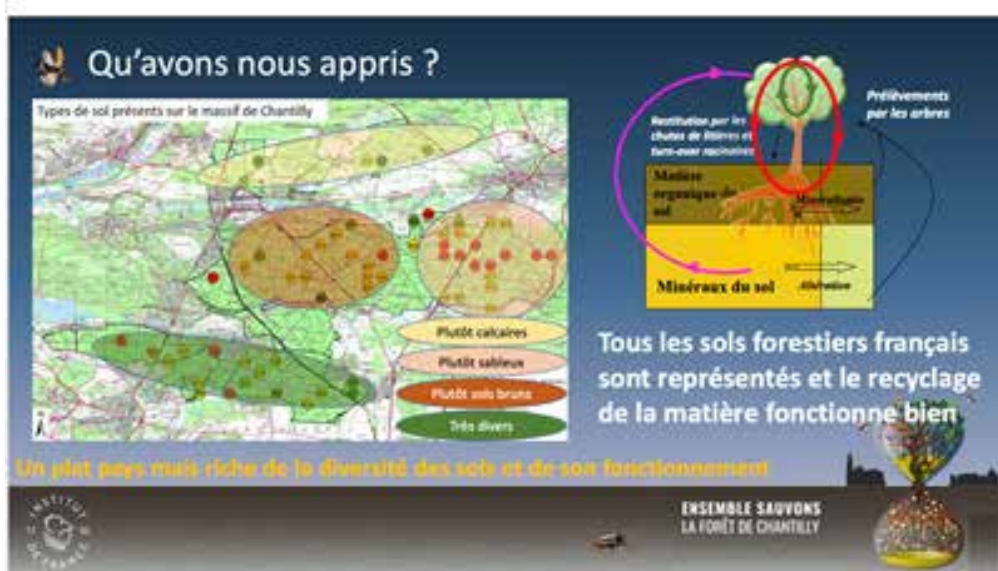 Qu'avons nous appris ?
Types de sol présents sur le massif de Chantilly
Plutôt calcaires
Plutôt sableux
Plutôt sols bruns
Très divers
Restitution par les
chutes de litières et
turn-over racinaires
Prélèvements
par les arbres
Matière
organique du
sol
Minéraux du sol
Altération
Tous les sols forestiers français
sont représentés et le recyclage
de la matière fonctionne bien
Un plat pays mais riche de la diversité des sols et de son fonctionnement
INSTITUT
DE FRANCE
ENSEMBLE SAUVONS
LA FORÊT DE CHANTILLY